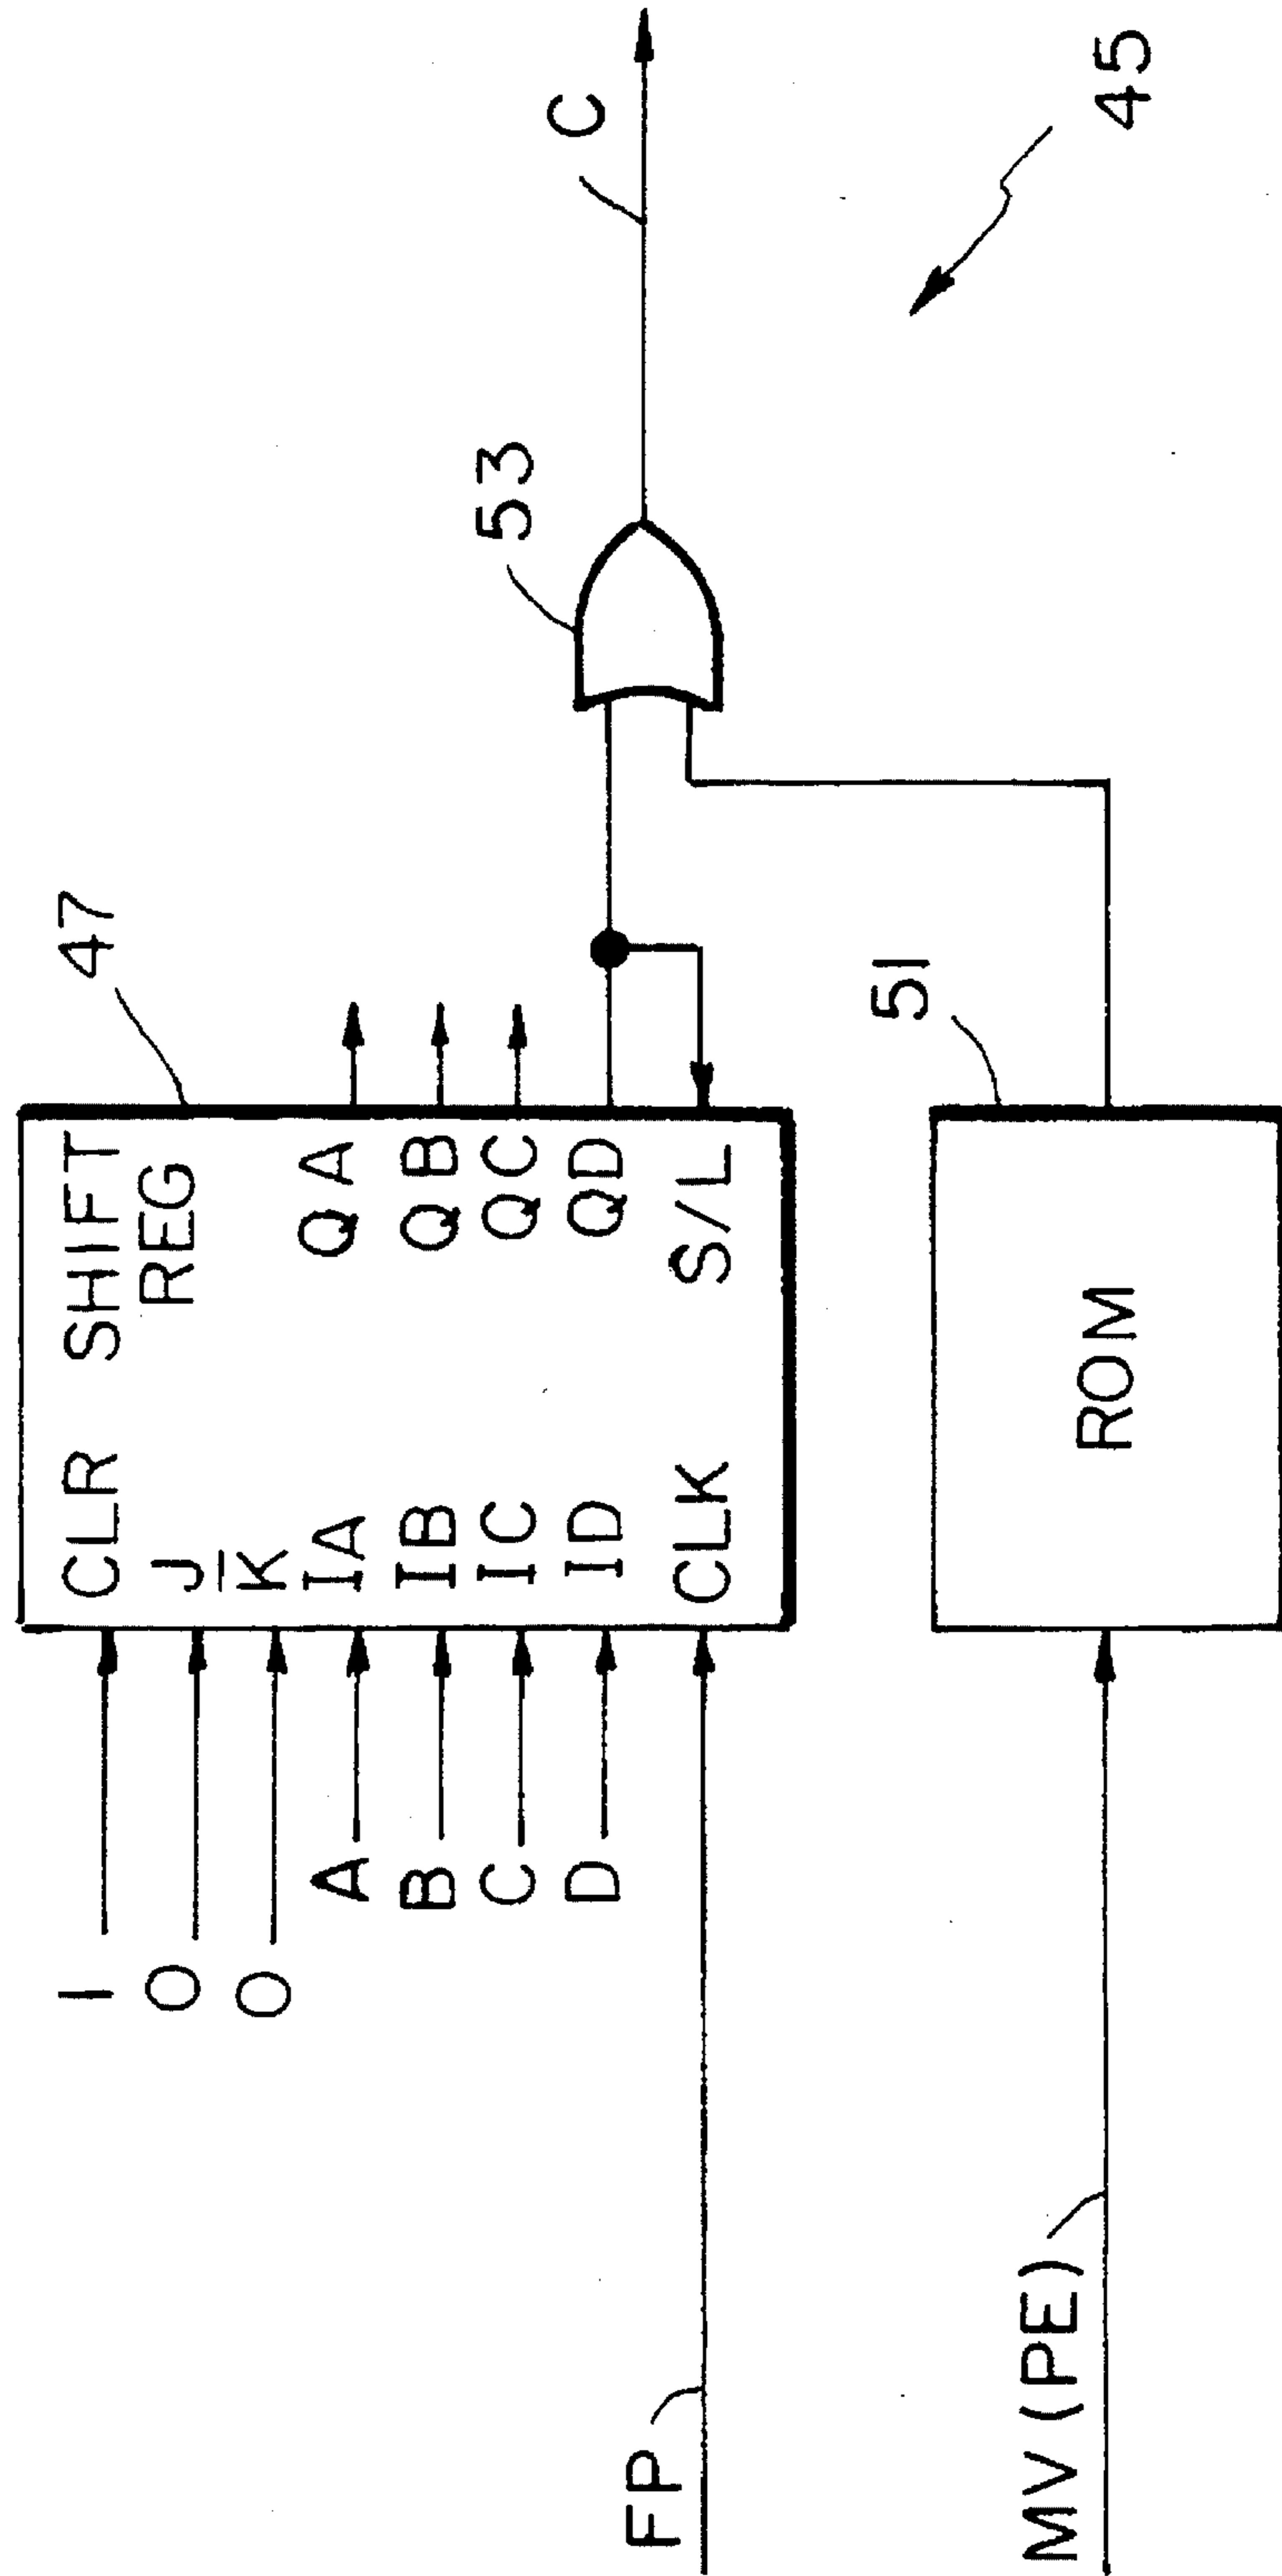 47
CLR SHIFT
REG
J
K̅
IA QA
IB QB
IC QC
ID QD
CLK S/L
1
0
0
A
B
C
D
FP
53
C
51
ROM
MV (PE)
45